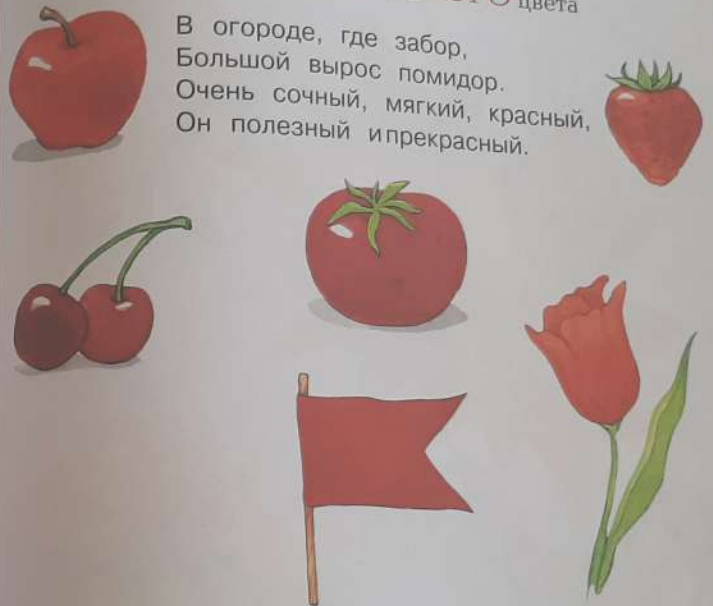 цвета
В огороде, где забор,
Большой вырос помидор.
Очень сочный, мягкий, красный,
Он полезный и прекрасный.